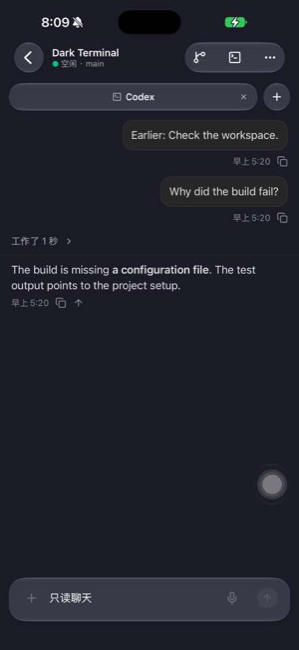 8:09
Dark Terminal
空闲 · main
Codex
Earlier: Check the workspace.
早上 5:20
Why did the build fail?
早上 5:20
工作了 1 秒
The build is missing a configuration file. The test
output points to the project setup.
早上 5:20
只读聊天